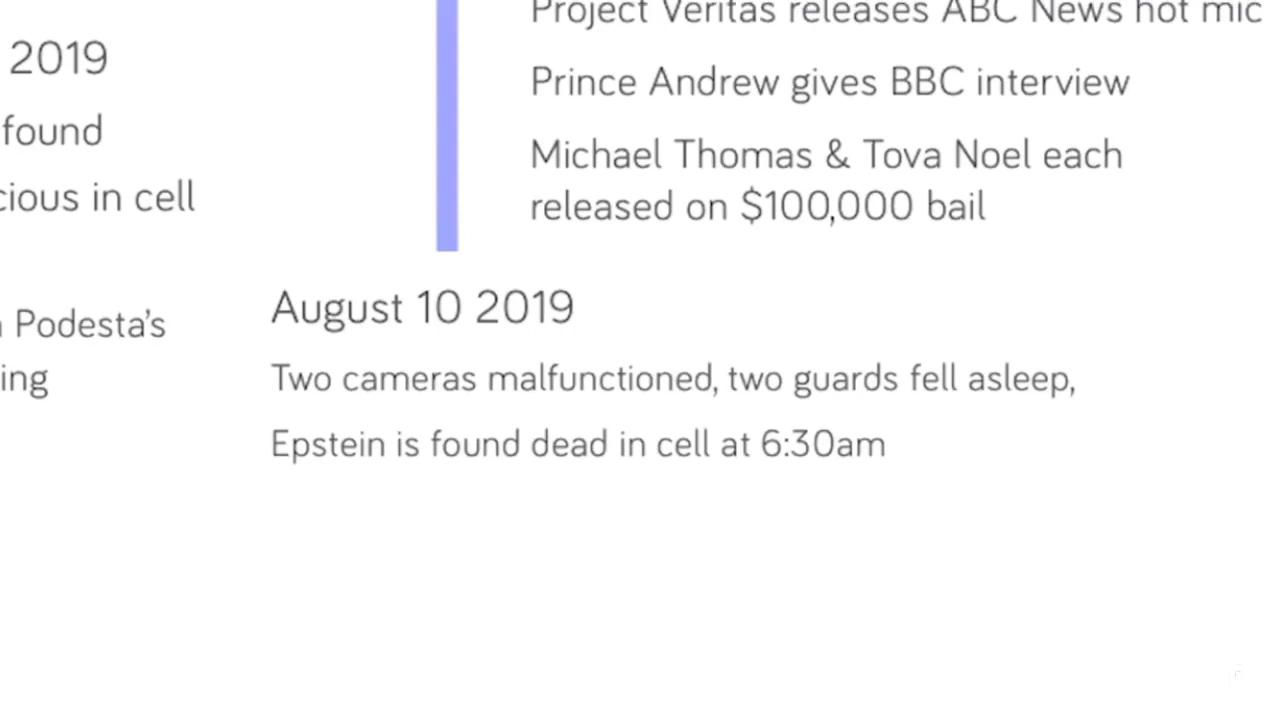 2019
found
cious in cell
Podesta's
ing
Project Veritas releases ABC News hot mic
Prince Andrew gives BBC interview
Michael Thomas & Tova Noel each
released on $100,000 bail
August 10 2019
Two cameras malfunctioned, two guards fell asleep,
Epstein is found dead in cell at 6:30am